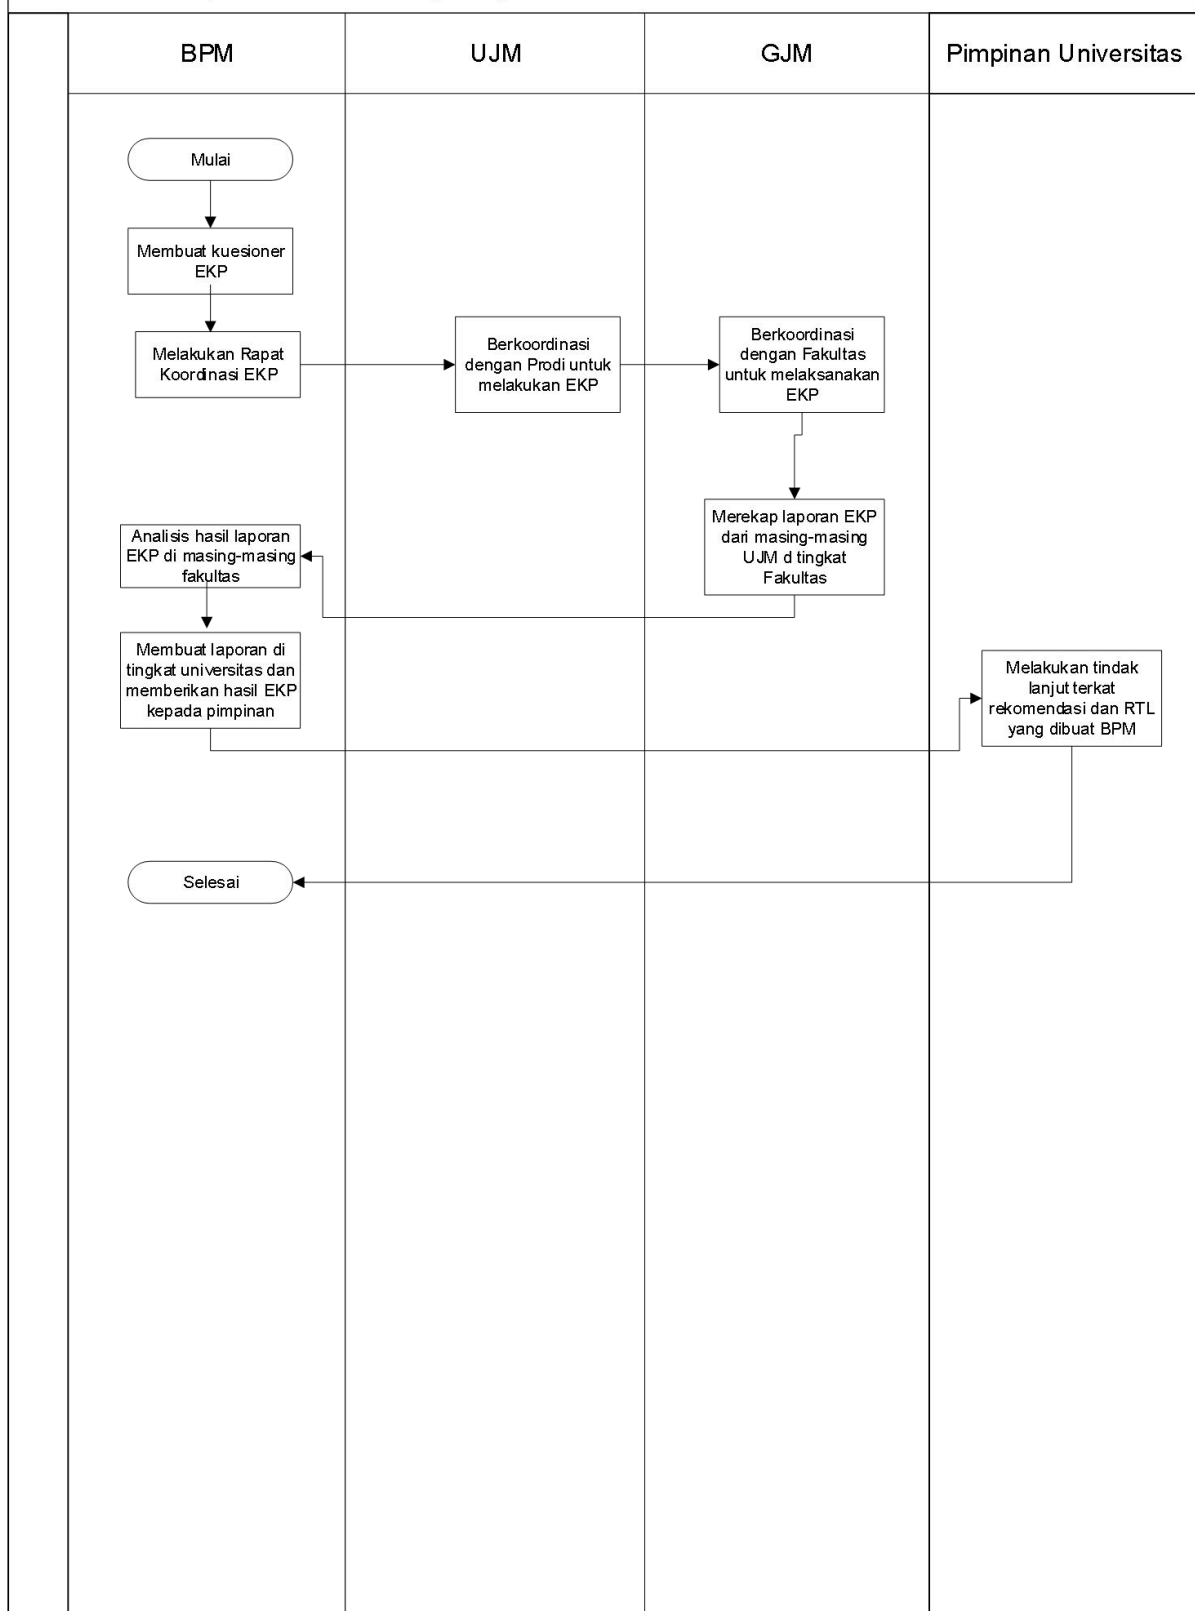 BPM
UJM
GJM
Pimpinan Universitas
Mulai
Membuat kuesioner
EKP
Melakukan Rapat
Koordinasi EKP
Berkoordinasi
dengan Prodi untuk
melakukan EKP
Berkoordinasi
dengan Fakultas
untuk melaksanakan
EKP
Merekap laporan EKP
dari masing-masing
UJM d tingkat
Fakultas
Analisis hasil laporan
EKP di masing-masing
fakultas
Membuat laporan di
tingkat universitas dan
memberikan hasil EKP
kepada pimpinan
Melakukan tindak
lanjut terkat
rekomendasi dan RTL
yang dibuat BPM
Selesai